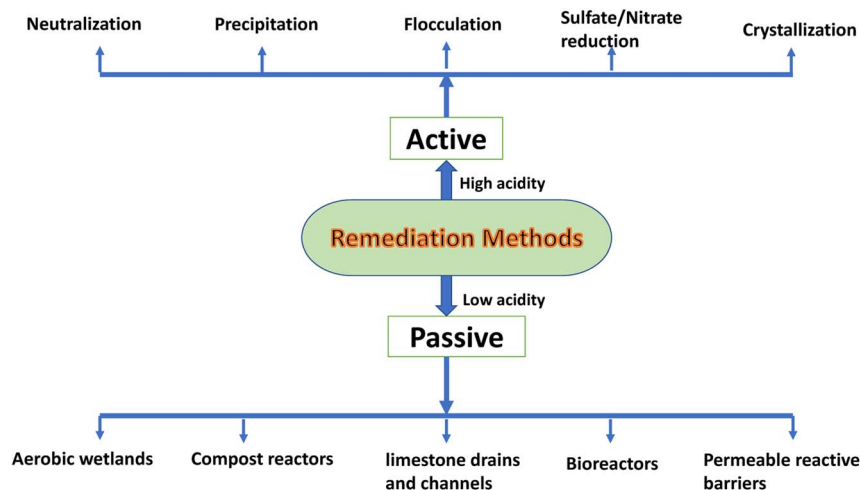 Neutralization
Precipitation
Flocculation
Sulfate/Nitrate
reduction
Crystallization
Active
High acidity
Remediation Methods
Low acidity
Passive
Aerobic wetlands
Compost reactors
limestone drains
and channels
Bioreactors
Permeable reactive
barriers